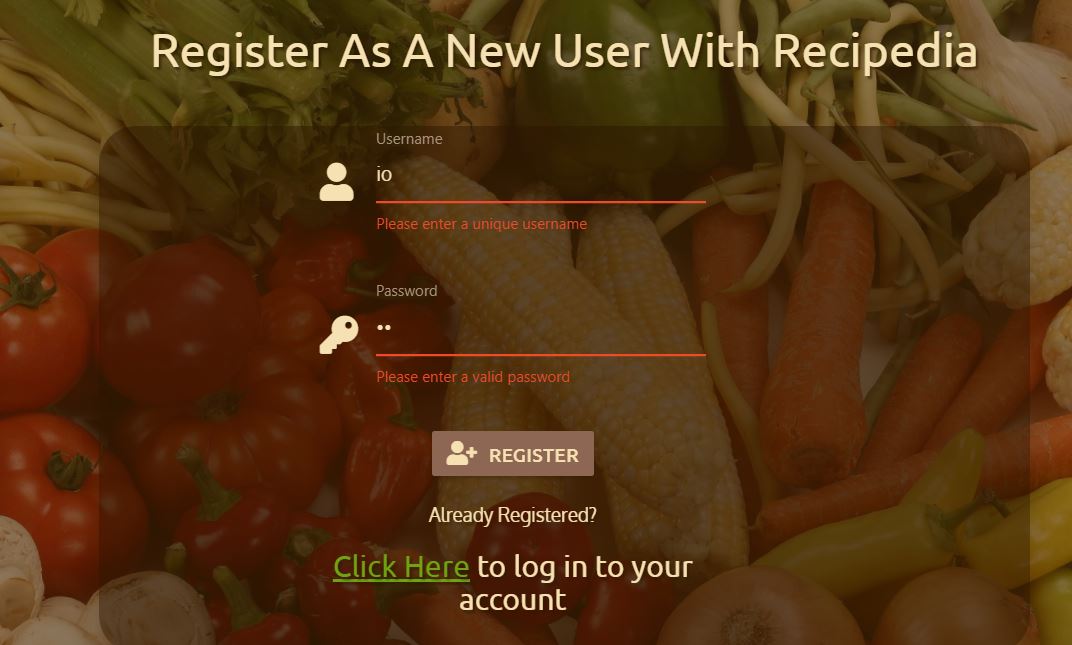 Register As A New User With Recipedia
Username
io
Please enter a unique username
Password
••
Please enter a valid password
REGISTER
Already Registered?
Click Here to log in to your
account